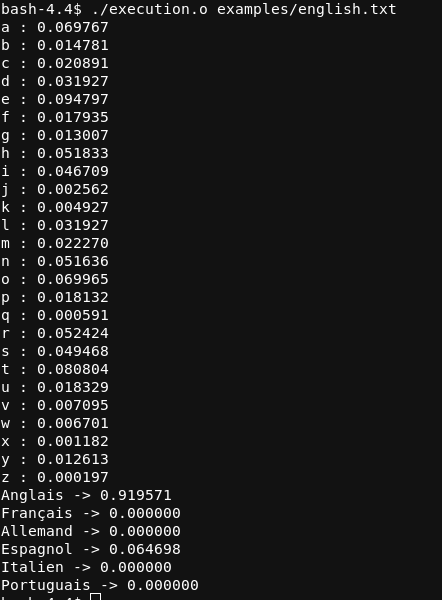 bash-4.4$ ./execution.o examples/english.txt
a : 0.069767
b : 0.014781
c : 0.020891
d : 0.031927
e : 0.094797
f : 0.017935
g : 0.013007
h : 0.051833
i : 0.046709
j : 0.002562
k : 0.004927
l : 0.031927
m : 0.022270
n : 0.051636
o : 0.069965
p : 0.018132
q : 0.000591
r : 0.052424
s : 0.049468
t : 0.080804
u : 0.018329
v : 0.007095
w : 0.006701
x : 0.001182
y : 0.012613
z : 0.000197
Anglais -> 0.919571
Français -> 0.000000
Allemand -> 0.000000
Espagnol -> 0.064698
Italien -> 0.000000
Portuguais -> 0.000000
bash-4.4$